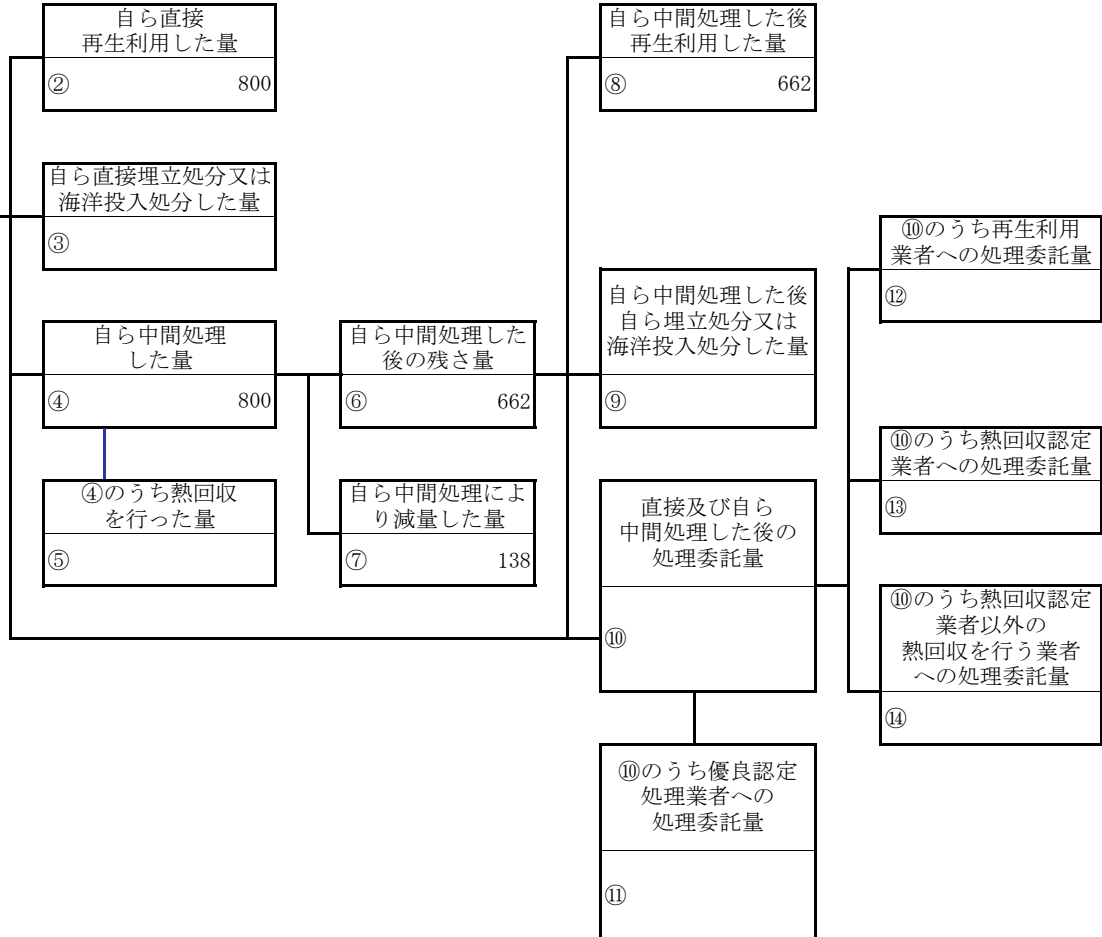 自ら直接
再生利用した量
② 800
自ら中間処理した後
再生利用した量
⑧ 662
自ら直接埋立処分又は
海洋投入処分した量
③
⑩のうち再生利用
業者への処理委託量
⑫
自ら中間処理した後
自ら埋立処分又は
海洋投入処分した量
⑨
自ら中間処理
した量
④ 800
自ら中間処理した
後の残さ量
⑥ 662
⑩のうち熱回収認定
業者への処理委託量
⑬
④のうち熱回収
を行った量
⑤
自ら中間処理によ
り減量した量
⑦ 138
直接及び自ら
中間処理した後の
処理委託量
⑩
⑩のうち熱回収認定
業者以外の
熱回収を行う業者
への処理委託量
⑭
⑩のうち優良認定
処理業者への
処理委託量
⑪